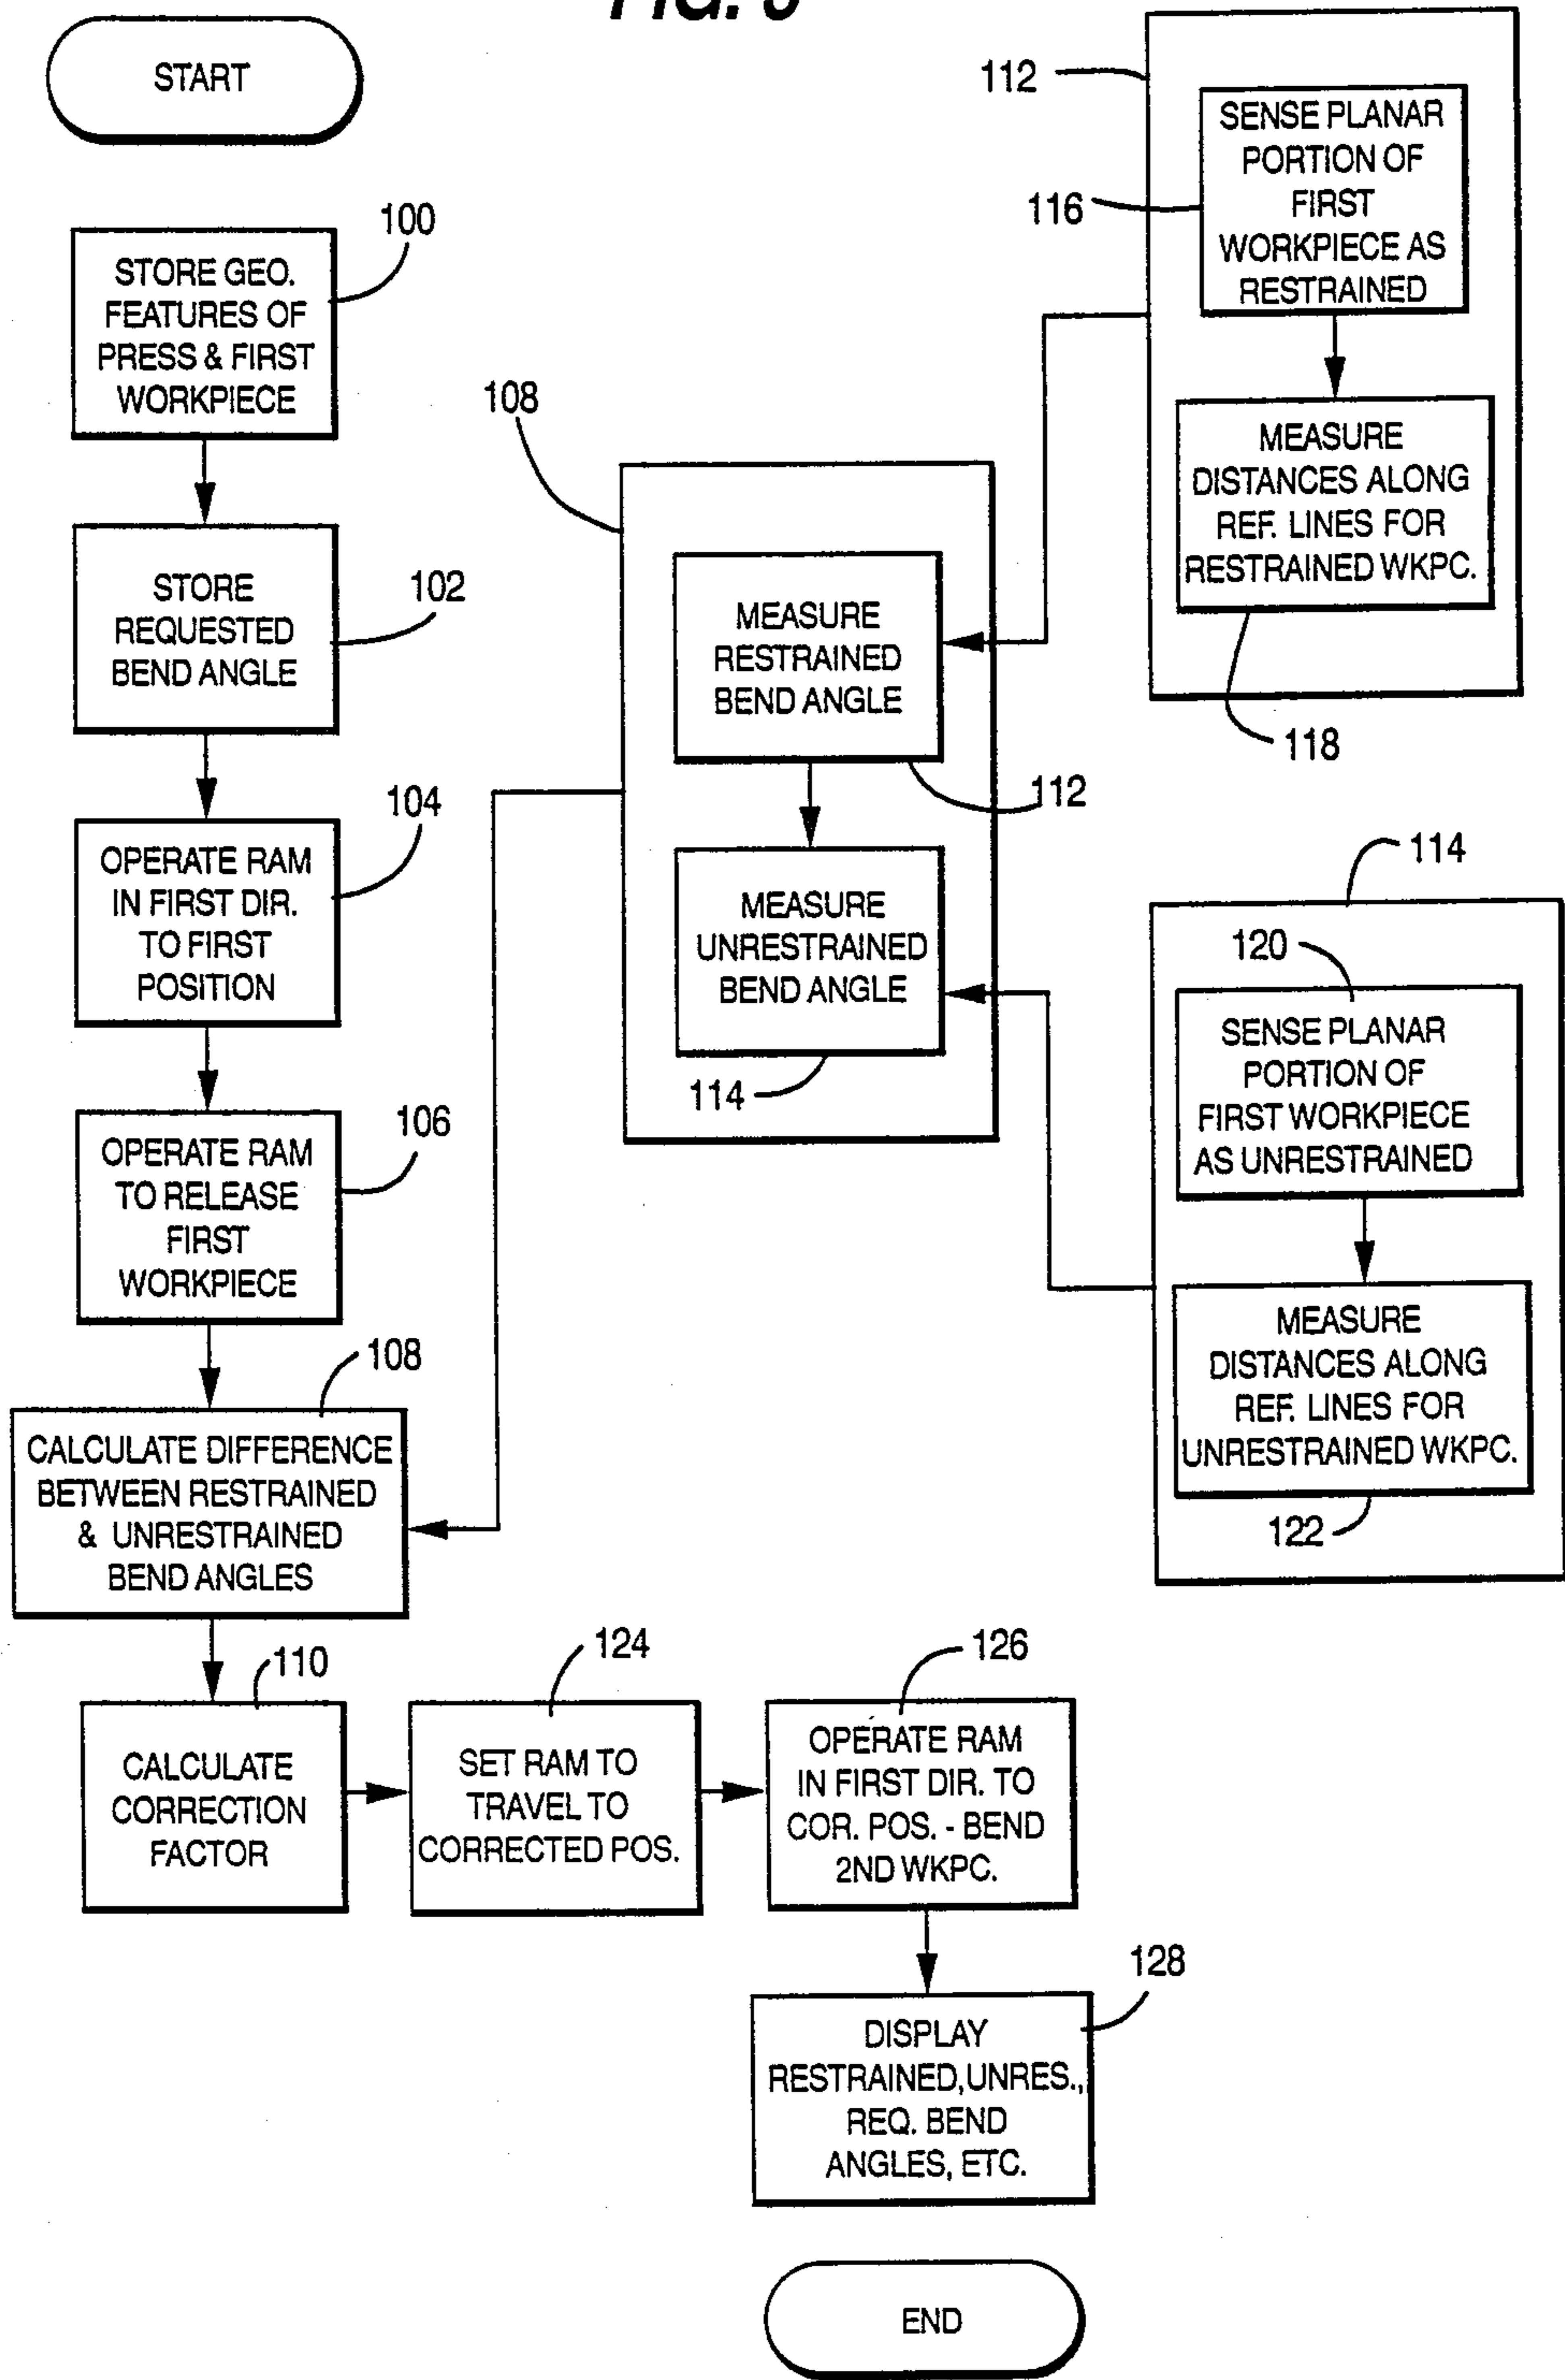 START
100
STORE GEO.
FEATURES OF
PRESS & FIRST
WORKPIECE
102
STORE
REQUESTED
BEND ANGLE
104
OPERATE RAM
IN FIRST DIR.
TO FIRST
POSITION
106
OPERATE RAM
TO RELEASE
FIRST
WORKPIECE
108
CALCULATE DIFFERENCE
BETWEEN RESTRAINED
& UNRESTRAINED
BEND ANGLES
108
MEASURE
RESTRAINED
BEND ANGLE
112
MEASURE
UNRESTRAINED
BEND ANGLE
114
112
116
SENSE PLANAR
PORTION OF
FIRST
WORKPIECE AS
RESTRAINED
MEASURE
DISTANCES ALONG
REF. LINES FOR
RESTRAINED WKPC.
118
114
120
SENSE PLANAR
PORTION OF
FIRST WORKPIECE
AS UNRESTRAINED
MEASURE
DISTANCES ALONG
REF. LINES FOR
UNRESTRAINED WKPC.
122
110
CALCULATE
CORRECTION
FACTOR
124
SET RAM TO
TRAVEL TO
CORRECTED POS.
126
OPERATE RAM
IN FIRST DIR. TO
COR. POS. - BEND
2ND WKPC.
128
DISPLAY
RESTRAINED, UNRES.,
REQ. BEND
ANGLES, ETC.
END